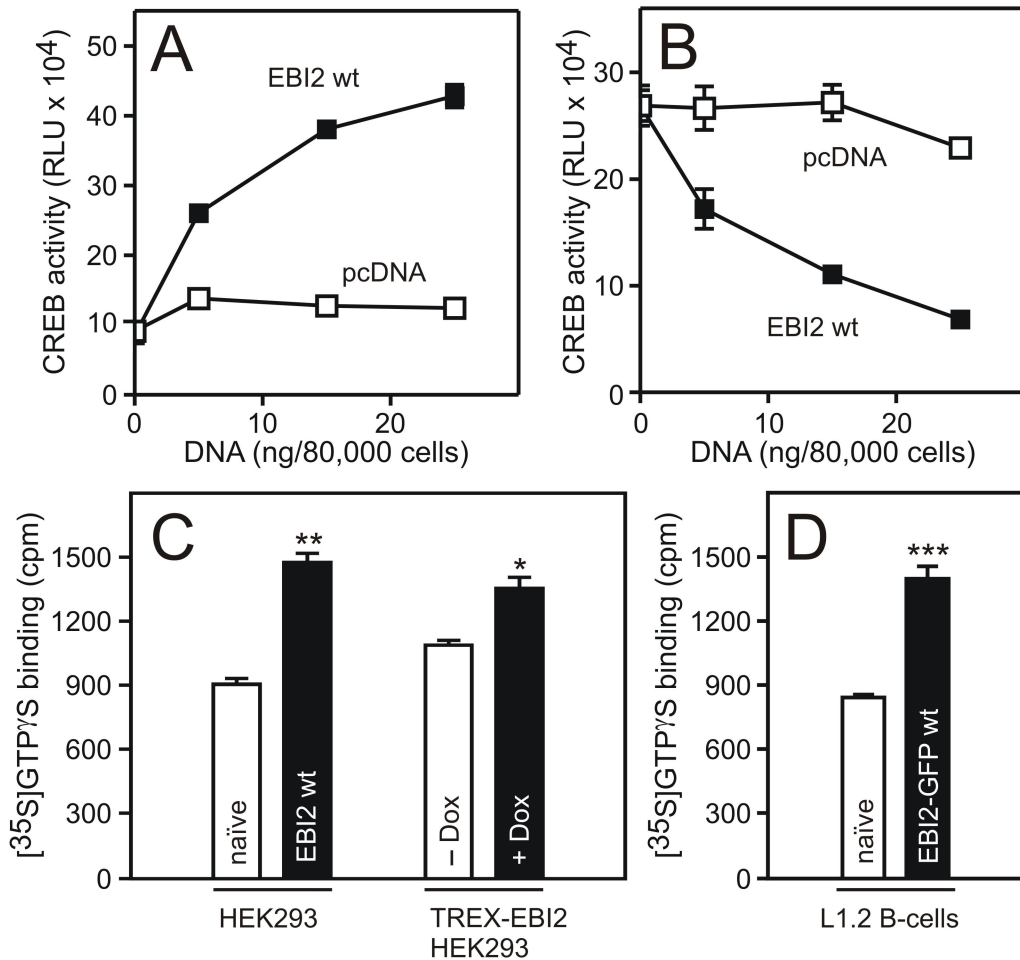 A
CREB activity (RLU x 10⁴)
50
40
30
20
10
0
EBI2 wt
pcDNA
0 10 20
DNA (ng/80,000 cells)
B
CREB activity (RLU x 10⁴)
30
20
10
0
pcDNA
EBI2 wt
0 10 20
DNA (ng/80,000 cells)
C
[³⁵S]GTPγS binding (cpm)
1500
1200
900
600
300
0
**
*
naïve
EBI2 wt
– Dox
+ Dox
HEK293
TREX-EBI2
HEK293
D
[³⁵S]GTPγS binding (cpm)
1500
1200
900
600
300
0
***
naïve
EBI2-GFP wt
L1.2 B-cells